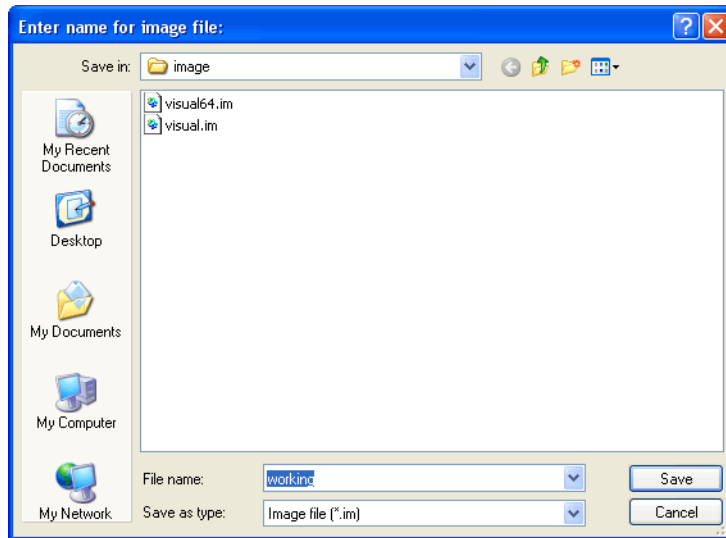 Enter name for image file:
Save in: image
visual64.im
visual.im
My Recent
Documents
Desktop
My Documents
My Computer
My Network
File name: working
Save
Save as type: Image file (*.im)
Cancel